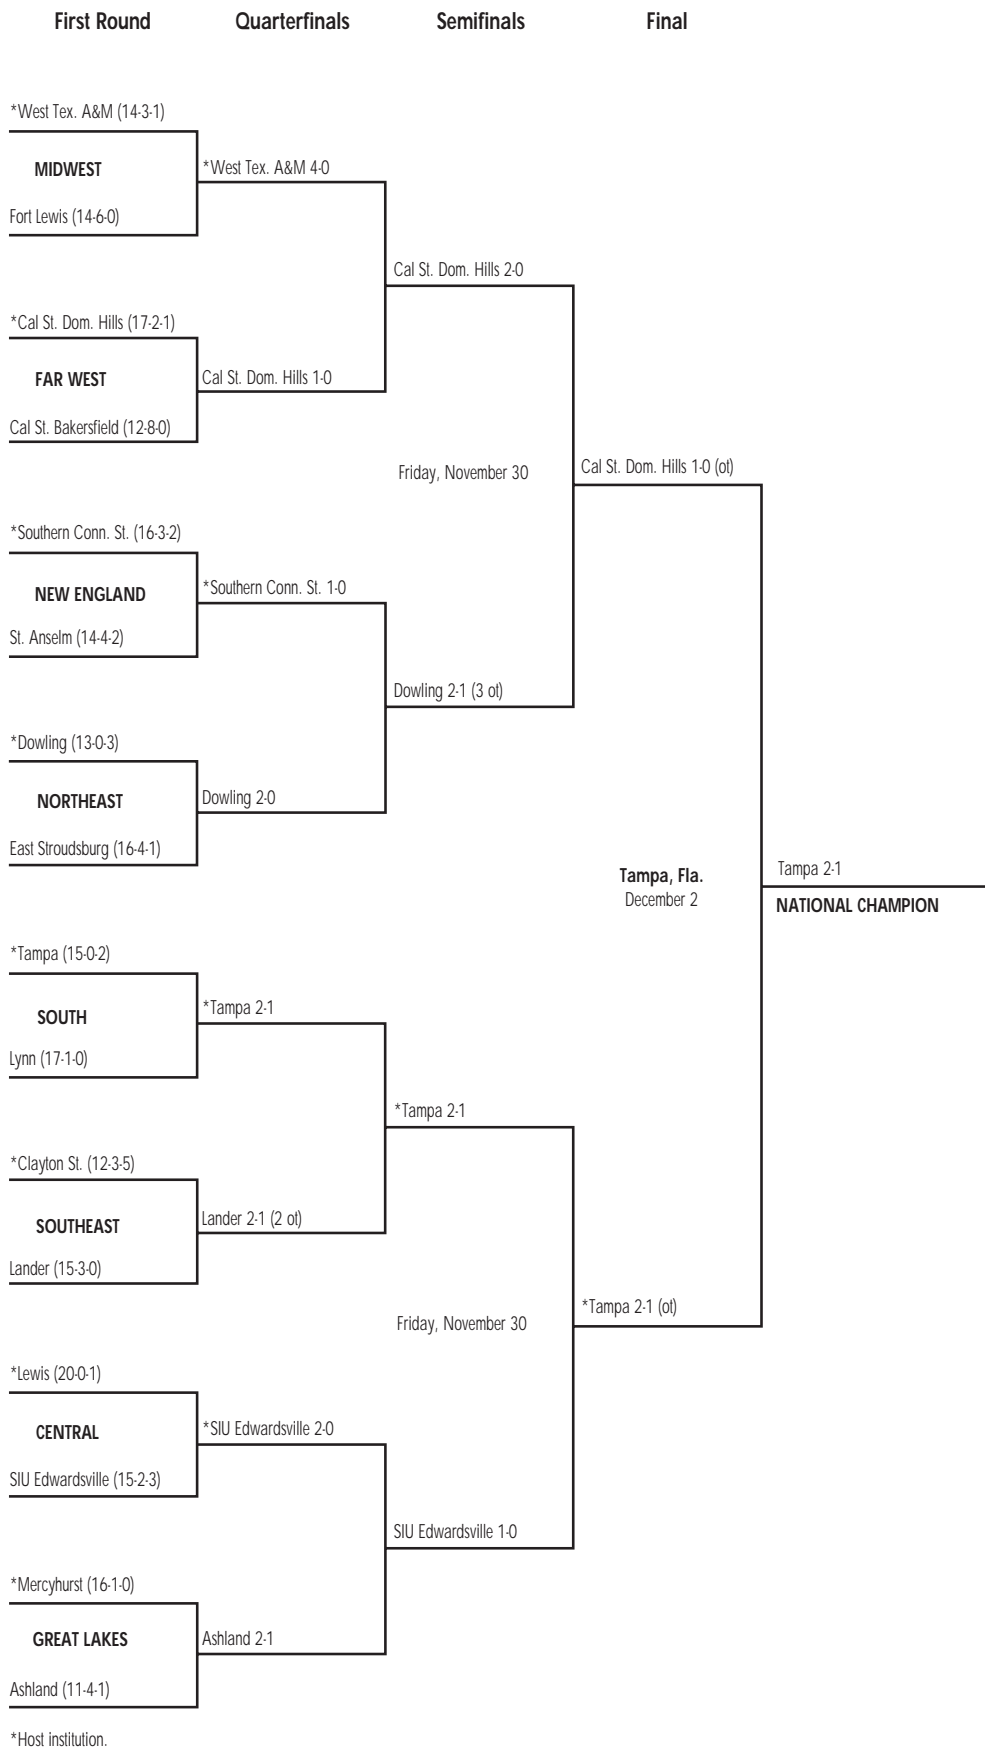 First Round Quarterfinals Semifinals Final
*West Tex. A&M (14-3-1)
MIDWEST
*West Tex. A&M 4-0
Fort Lewis (14-6-0)
Cal St. Dom. Hills 2-0
*Cal St. Dom. Hills (17-2-1)
FAR WEST
Cal St. Dom. Hills 1-0
Cal St. Bakersfield (12-8-0)
Friday, November 30
Cal St. Dom. Hills 1-0 (ot)
*Southern Conn. St. (16-3-2)
NEW ENGLAND
*Southern Conn. St. 1-0
St. Anselm (14-4-2)
Dowling 2-1 (3 ot)
*Dowling (13-0-3)
NORTHEAST
Dowling 2-0
East Stroudsburg (16-4-1)
Tampa, Fla.
December 2
Tampa 2-1
NATIONAL CHAMPION
*Tampa (15-0-2)
SOUTH
*Tampa 2-1
Lynn (17-1-0)
*Tampa 2-1
*Clayton St. (12-3-5)
SOUTHEAST
Lander 2-1 (2 ot)
Lander (15-3-0)
Friday, November 30
*Tampa 2-1 (ot)
*Lewis (20-0-1)
CENTRAL
*SIU Edwardsville 2-0
SIU Edwardsville (15-2-3)
SIU Edwardsville 1-0
*Mercyhurst (16-1-0)
GREAT LAKES
Ashland 2-1
Ashland (11-4-1)
*Host institution.